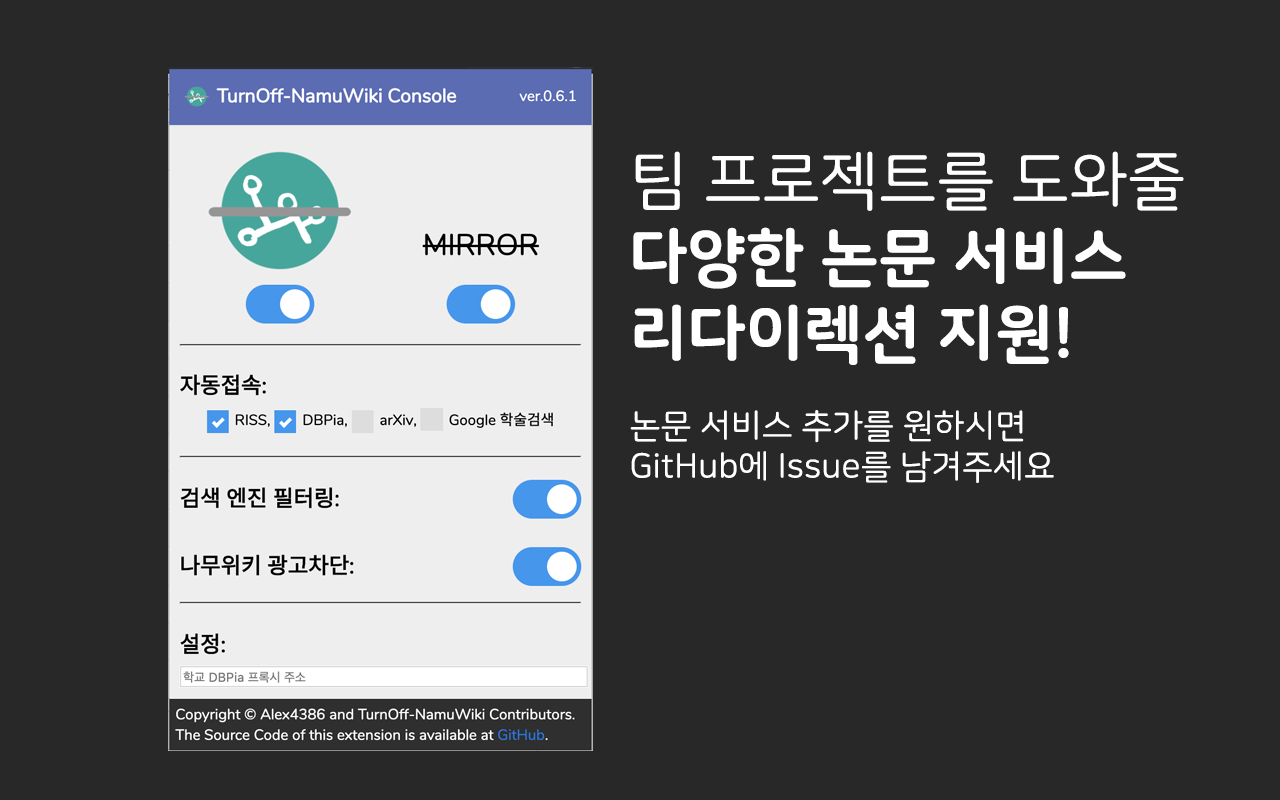 TurnOff-NamuWiki Console
ver.0.6.1
MIRROR
자동접속:
RISS, DBPia, arXiv, Google 학술검색
검색 엔진 필터링:
나무위키 광고차단:
설정:
학교 DBPia 프록시 주소
Copyright © Alex4386 and TurnOff-NamuWiki Contributors.
The Source Code of this extension is available at GitHub.
팀 프로젝트를 도와줄
다양한 논문 서비스
리다이렉션 지원!
논문 서비스 추가를 원하시면
GitHub에 Issue를 남겨주세요